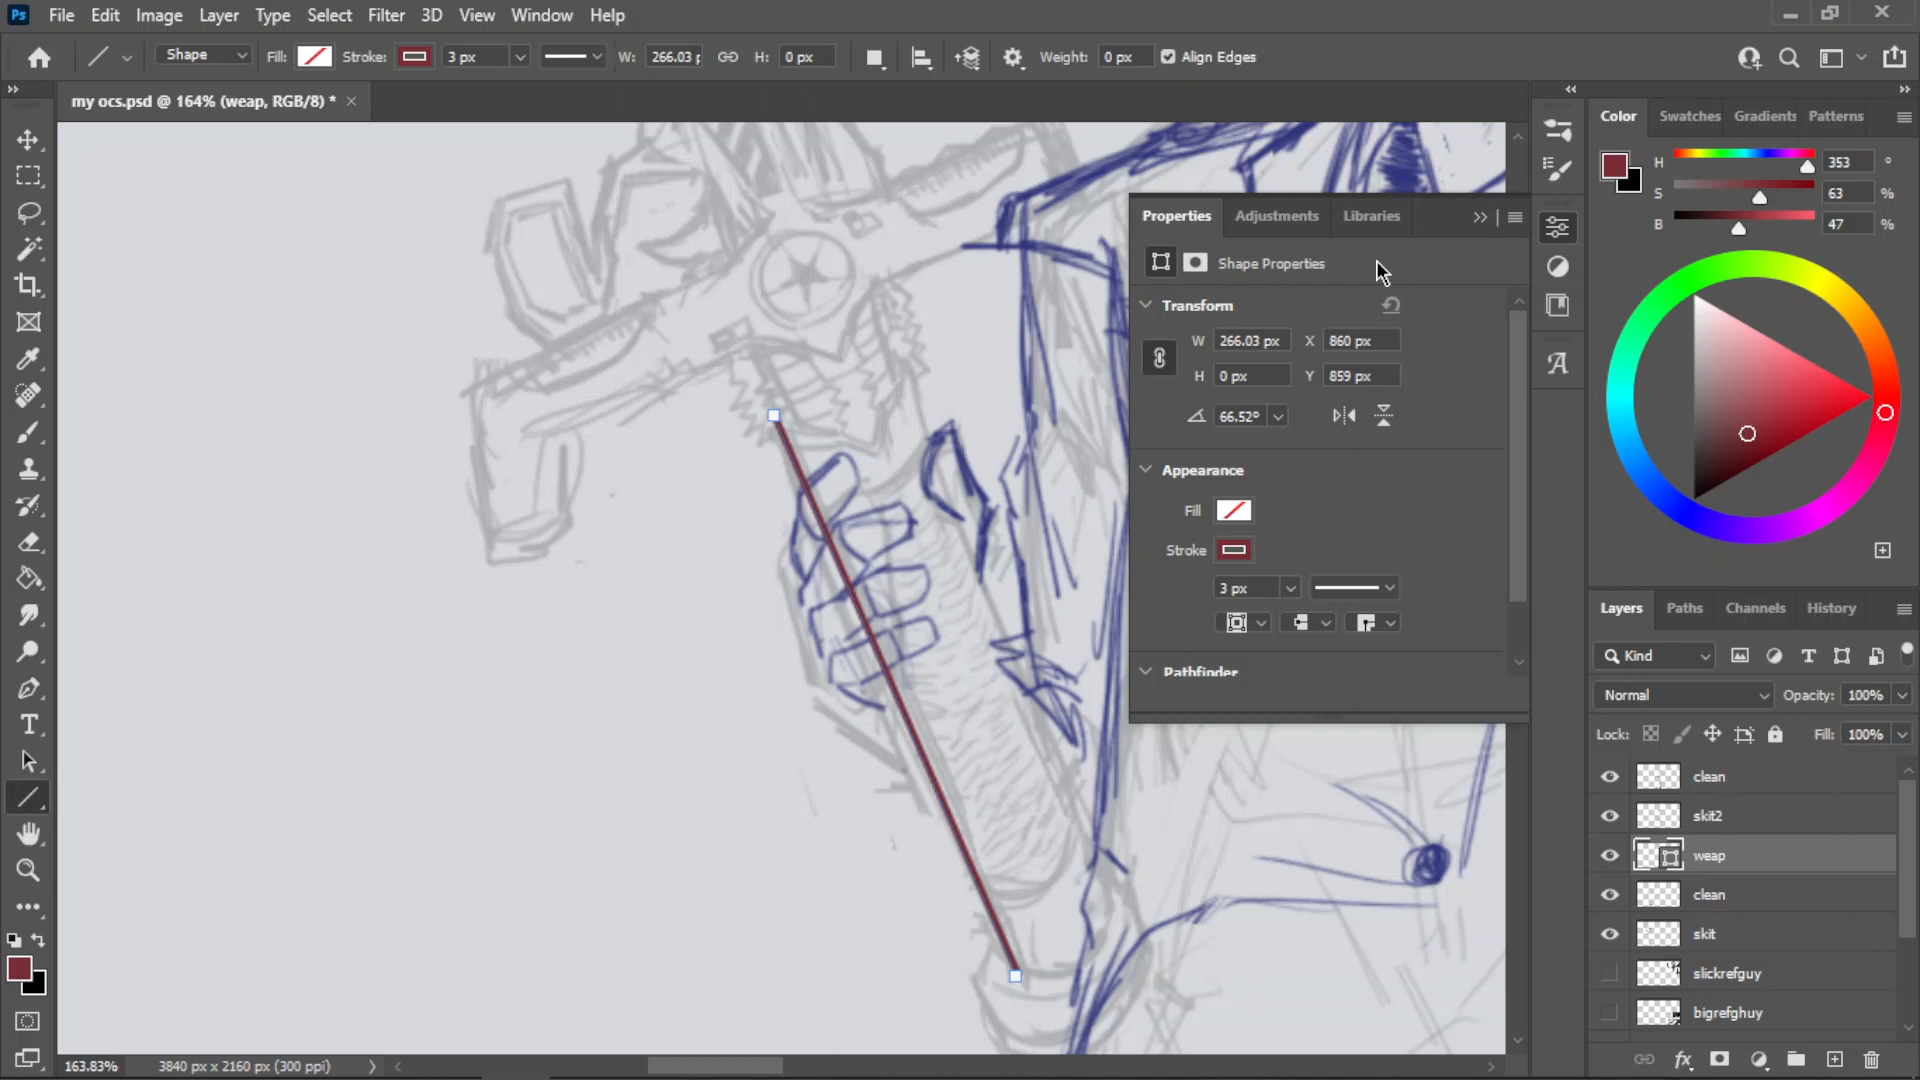 Ps File Edit Image Layer Type Select Filter 3D View Window Help
Shape Fill: Stroke: 3 px W: 266.03 H: 0 px Weight: 0 px Align Edges
my ocs.psd @ 164% (weap, RGB/8) *
Color Swatches Gradients Patterns
H 353 °
S 63 %
B 47 %
Properties Adjustments Libraries
Shape Properties
Transform
W 266.03 px X 860 px
H 0 px Y 859 px
66.52°
Appearance
Fill
Stroke
3 px
Pathfinder
Layers Paths Channels History
Kind
Normal Opacity: 100%
Lock: Fill: 100%
clean
skit2
weap
clean
skit
slickrefguy
bigrefghuy
163.83% 3840 px x 2160 px (300 ppi)